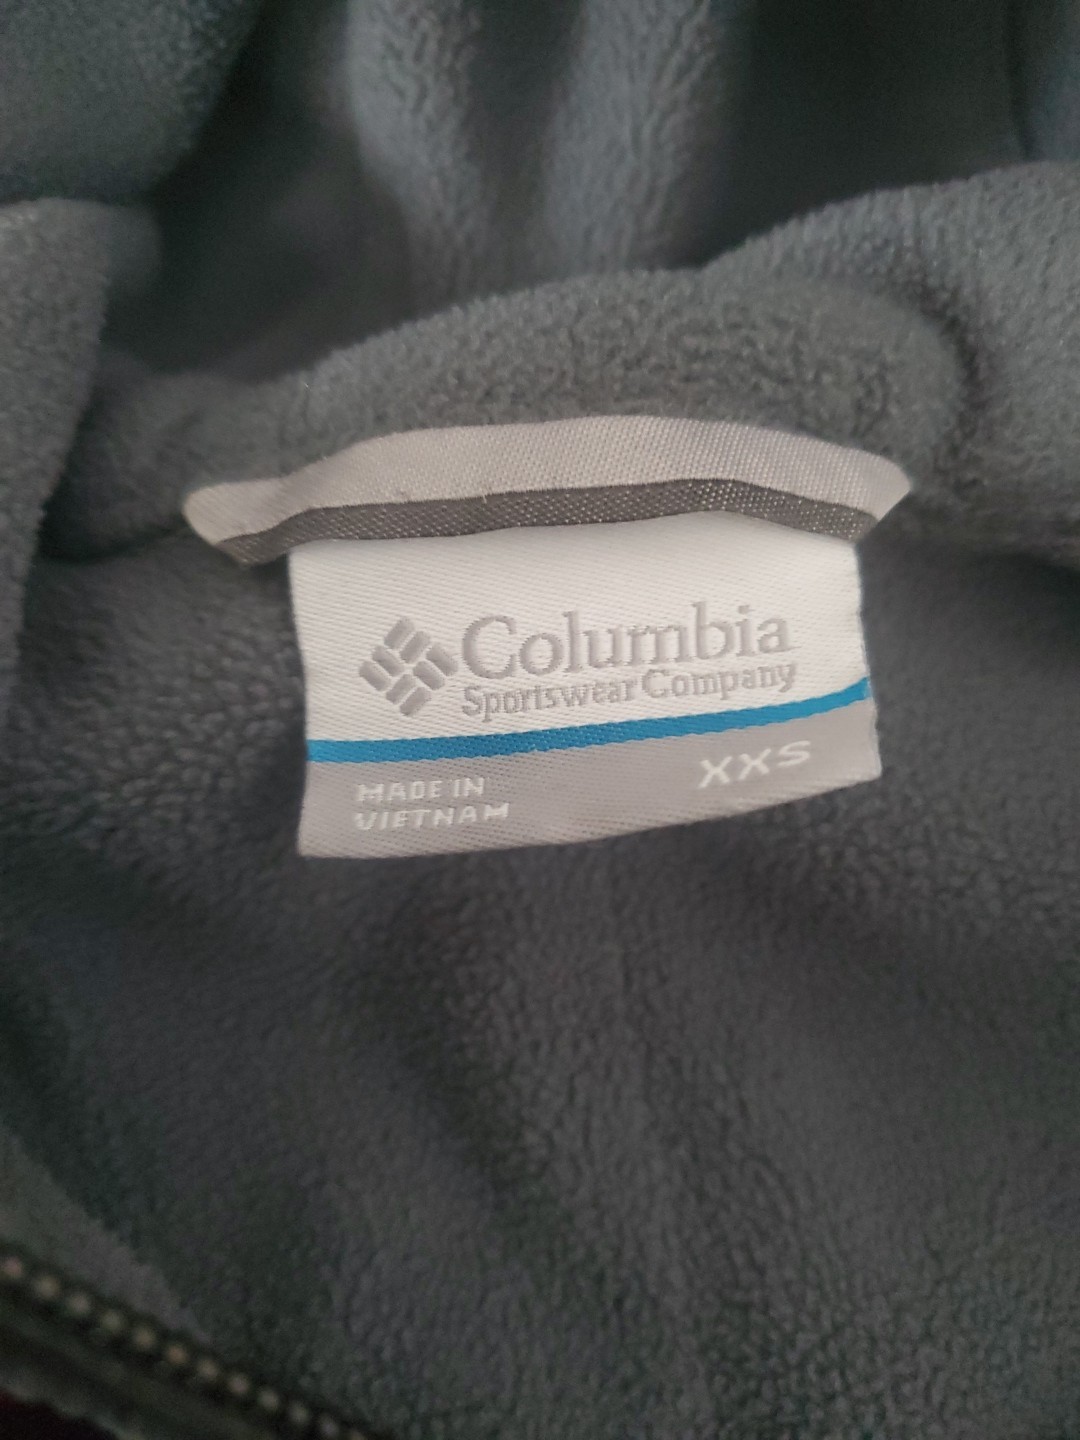 Columbia
Sportswear Company
MADE IN
VIETNAM
XXS